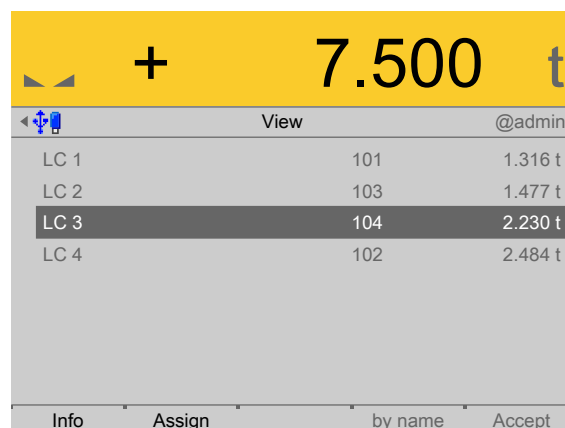 + 7.500 t
View @admin
LC 1 101 1.316 t
LC 2 103 1.477 t
LC 3 104 2.230 t
LC 4 102 2.484 t
Info Assign by name Accept